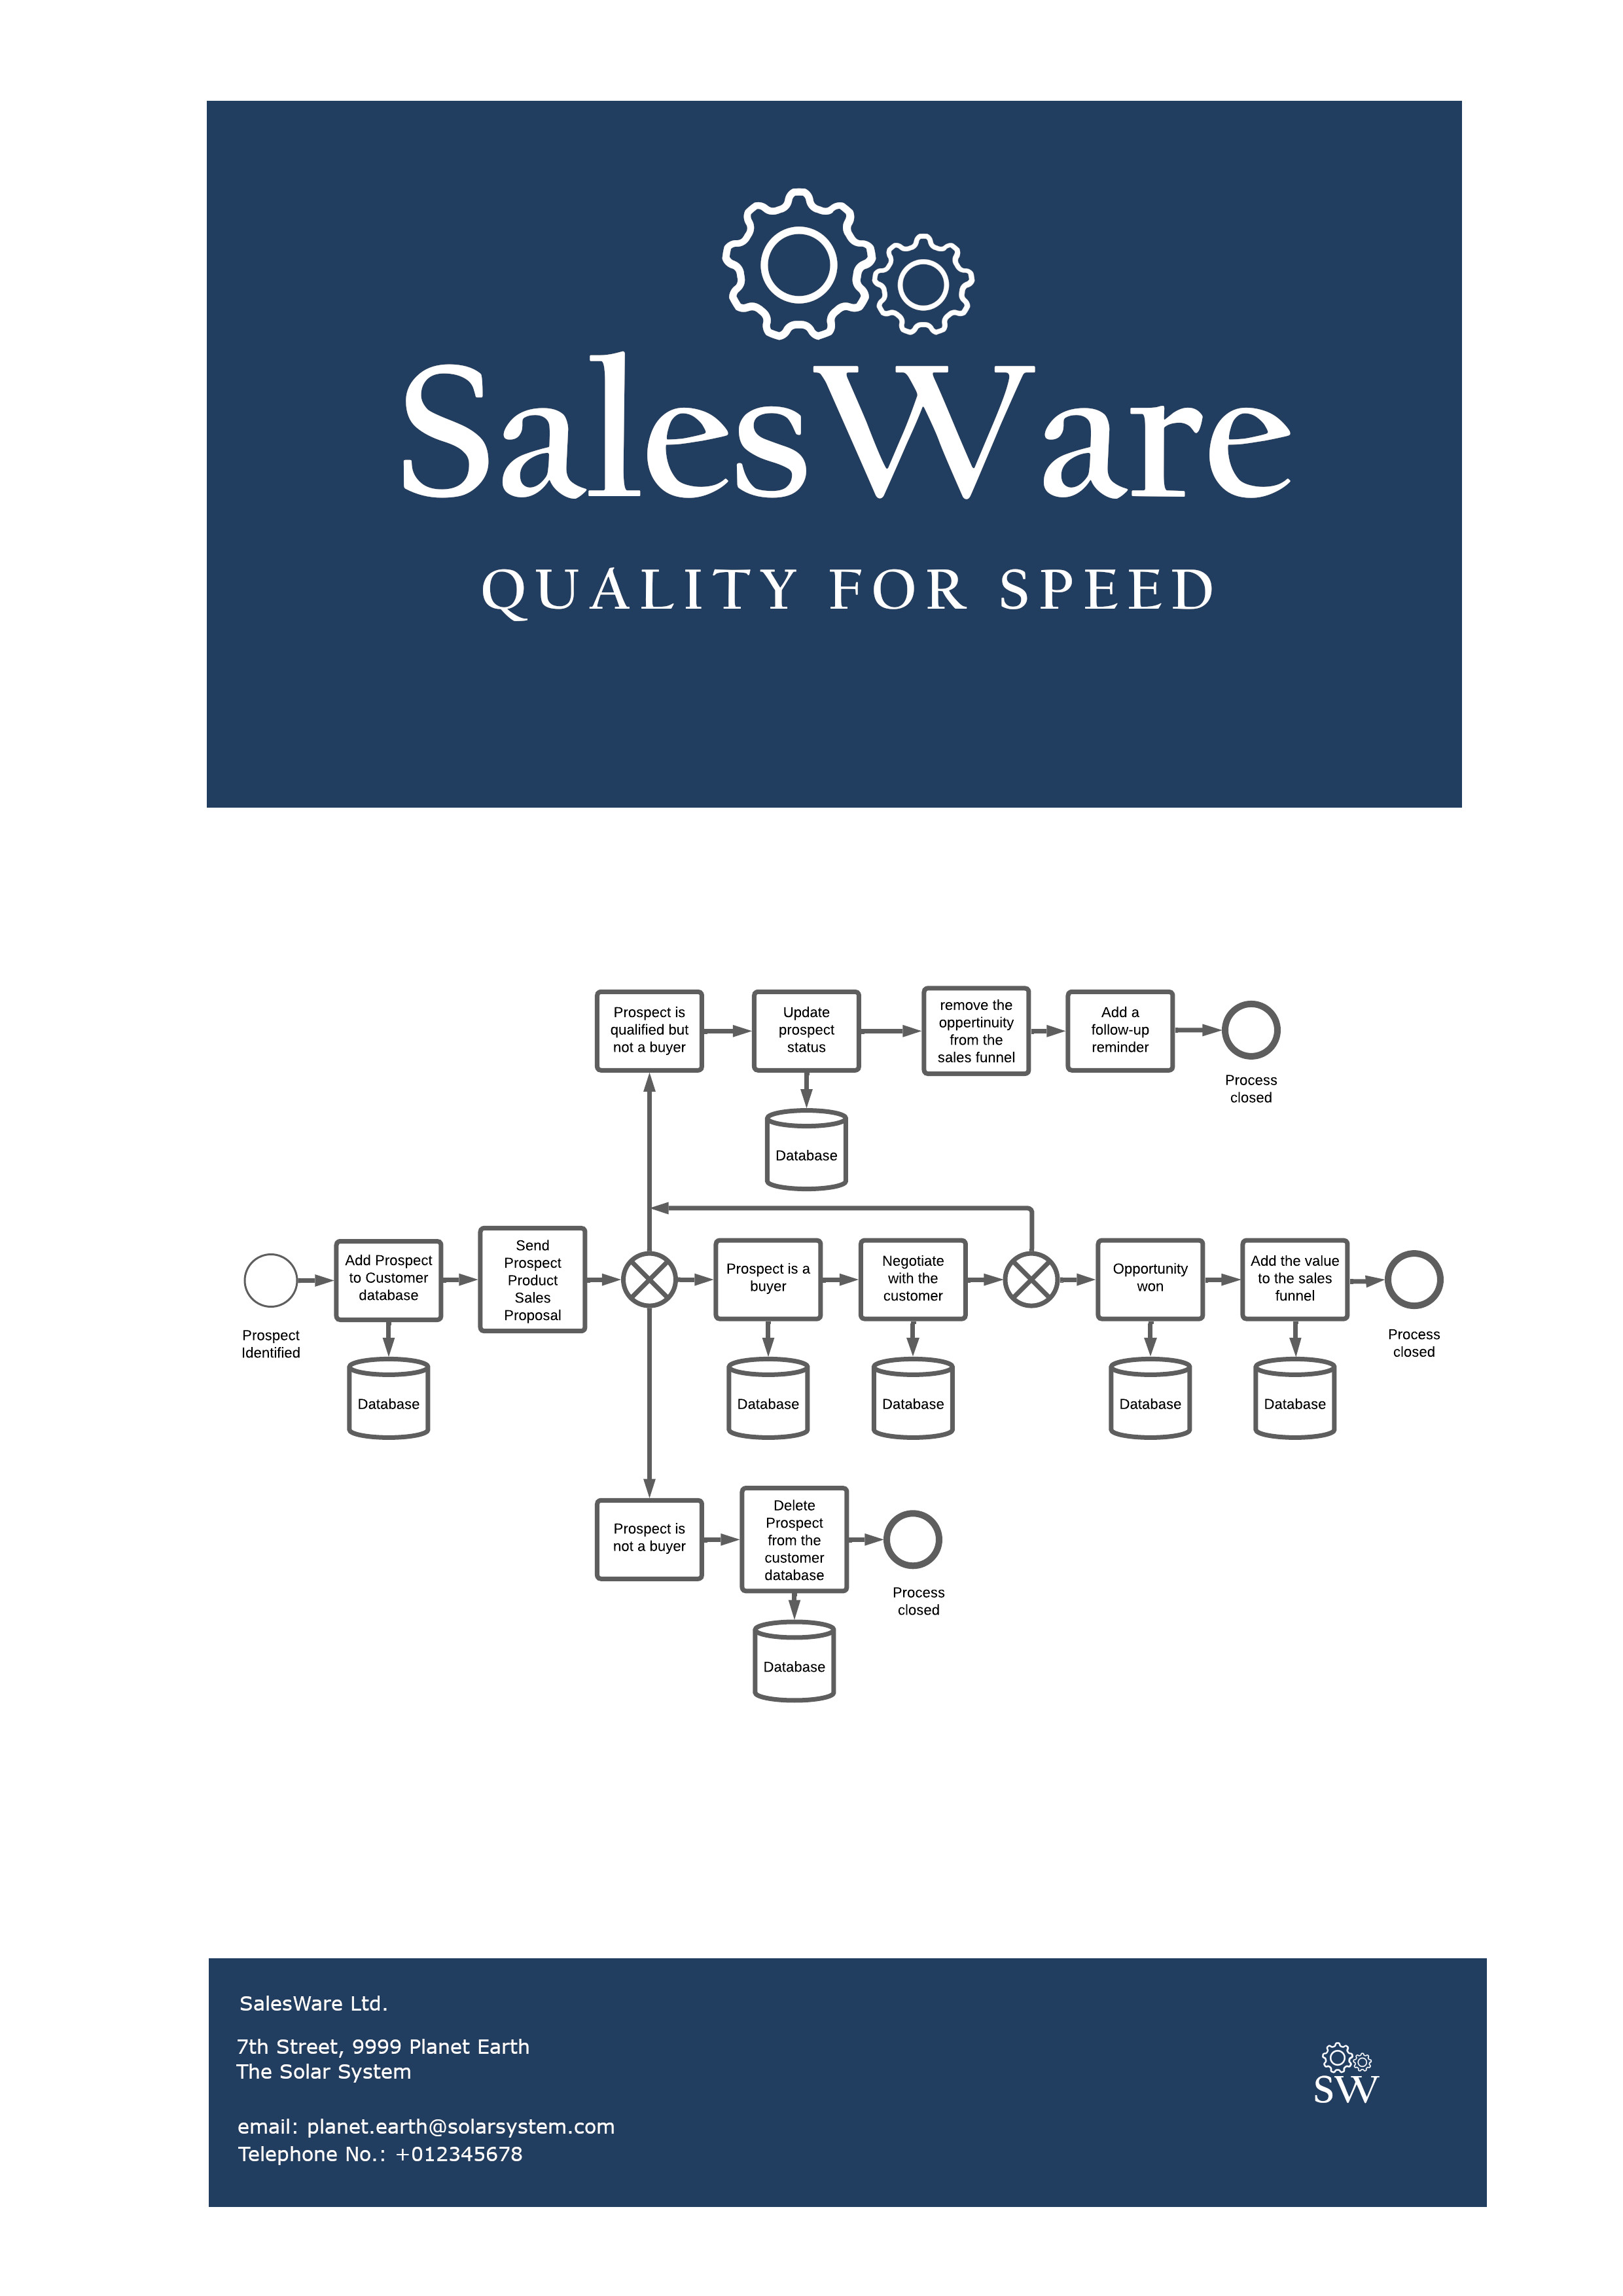 SalesWare
QUALITY FOR SPEED
Prospect is
qualified but
not a buyer
Update
prospect
status
remove the
oppertinuity
from the
sales funnel
Add a
follow-up
reminder
Process
closed
Database
Prospect
Identified
Add Prospect
to Customer
database
Database
Send
Prospect
Product
Sales
Proposal
Prospect is a
buyer
Database
Negotiate
with the
customer
Database
Opportunity
won
Database
Add the value
to the sales
funnel
Database
Process
closed
Prospect is
not a buyer
Delete
Prospect
from the
customer
database
Database
Process
closed
SalesWare Ltd.
7th Street, 9999 Planet Earth
The Solar System
email: planet.earth@solarsystem.com
Telephone No.: +012345678
SW